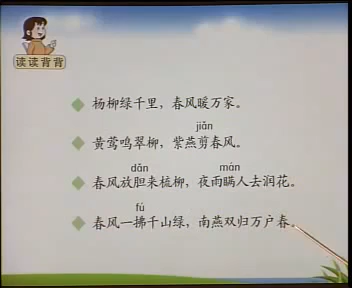 读读背背
杨柳绿千里，春风暖万家。
jiǎn
黄莺鸣翠柳，紫燕剪春风。
dǎn mán
春风放胆来梳柳，夜雨瞒人去润花。
fú
春风一拂千山绿，南燕双归万户春。